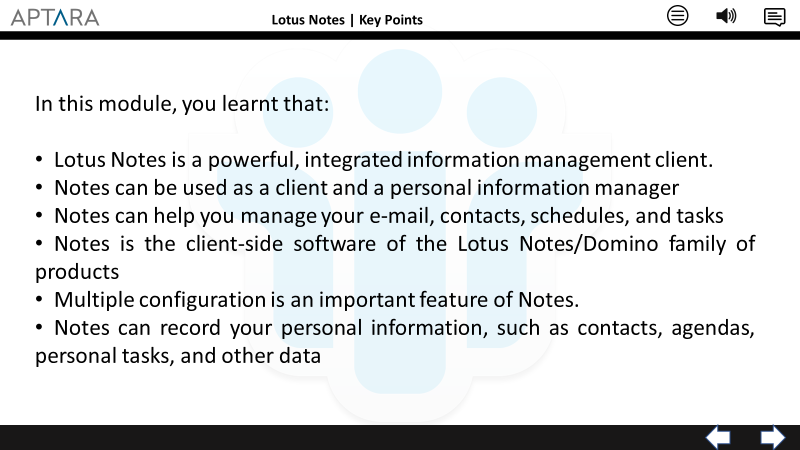 APTARA
Lotus Notes | Key Points
In this module, you learnt that:
• Lotus Notes is a powerful, integrated information management client.
• Notes can be used as a client and a personal information manager
• Notes can help you manage your e-mail, contacts, schedules, and tasks
• Notes is the client-side software of the Lotus Notes/Domino family of
products
• Multiple configuration is an important feature of Notes.
• Notes can record your personal information, such as contacts, agendas,
personal tasks, and other data